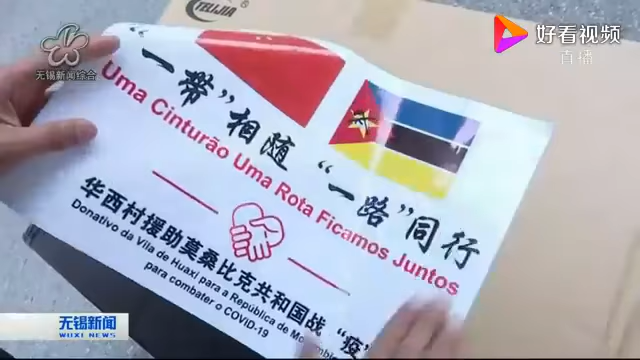 TELIJIA
®
好看视频
直播
无锡新闻综合
“一带”相随 “一路”同行
Uma Cinturão Uma Rota Ficamos Juntos
华西村援助莫桑比克共和国战“疫
Donativo da Vila de Huaxi para a República de
para combater o COVID-19
无锡新闻
WUXI NEWS